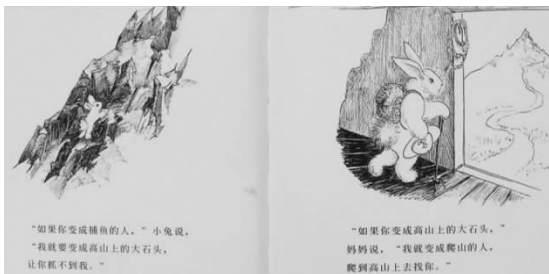 “如果你变成捕鱼的人，”小兔说，
“我就要变成高山上的大石头，
让你抓不到我。”
“如果你变成高山上的大石头，”
妈妈说，“我就变成爬山的人，
爬到高山上去找你。”